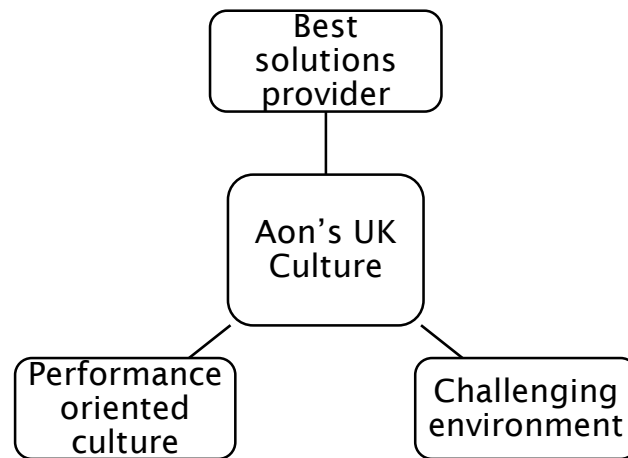 Best
solutions
provider
Aon’s UK
Culture
Performance
oriented
culture
Challenging
environment